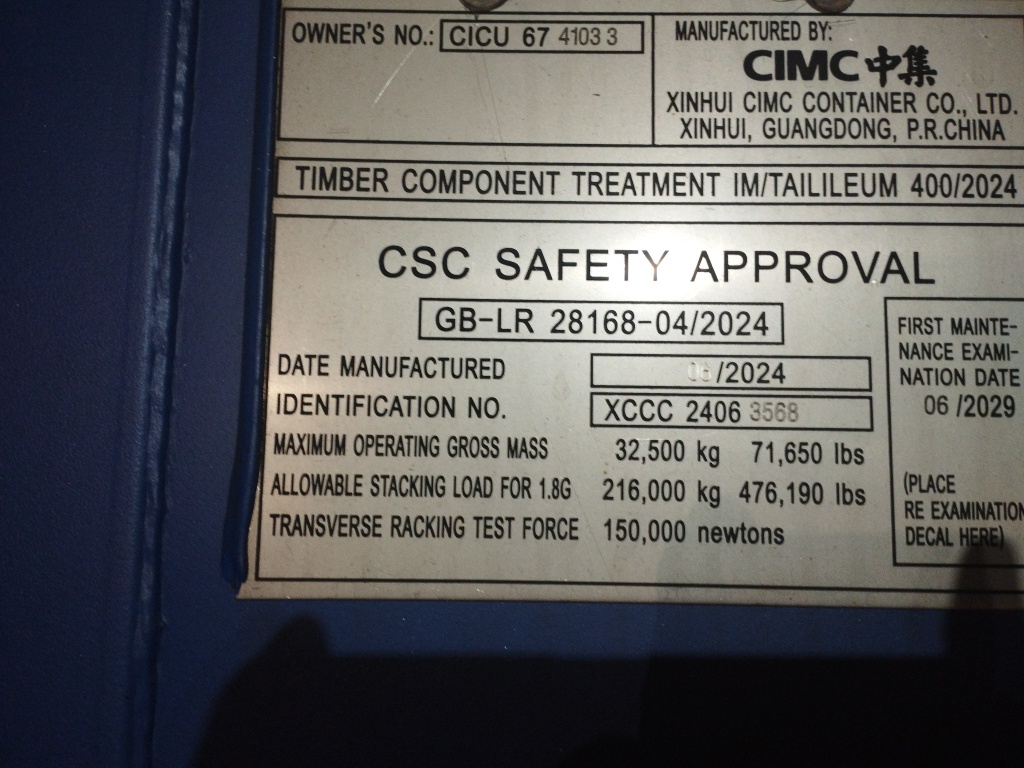 OWNER'S NO.: CICU 67 4103 3
MANUFACTURED BY:
CIMC 中集
XINHUI CIMC CONTAINER CO., LTD.
XINHUI, GUANGDONG, P.R.CHINA
TIMBER COMPONENT TREATMENT IM/TAILILEUM 400/2024
CSC SAFETY APPROVAL
GB-LR 28168-04/2024
DATE MANUFACTURED 06/2024
IDENTIFICATION NO. XCCC 2406 3568
MAXIMUM OPERATING GROSS MASS 32,500 kg 71,650 lbs
ALLOWABLE STACKING LOAD FOR 1.8G 216,000 kg 476,190 lbs
TRANSVERSE RACKING TEST FORCE 150,000 newtons
FIRST MAINTE-
NANCE EXAMI-
NATION DATE
06 /2029
(PLACE
RE EXAMINATION
DECAL HERE)